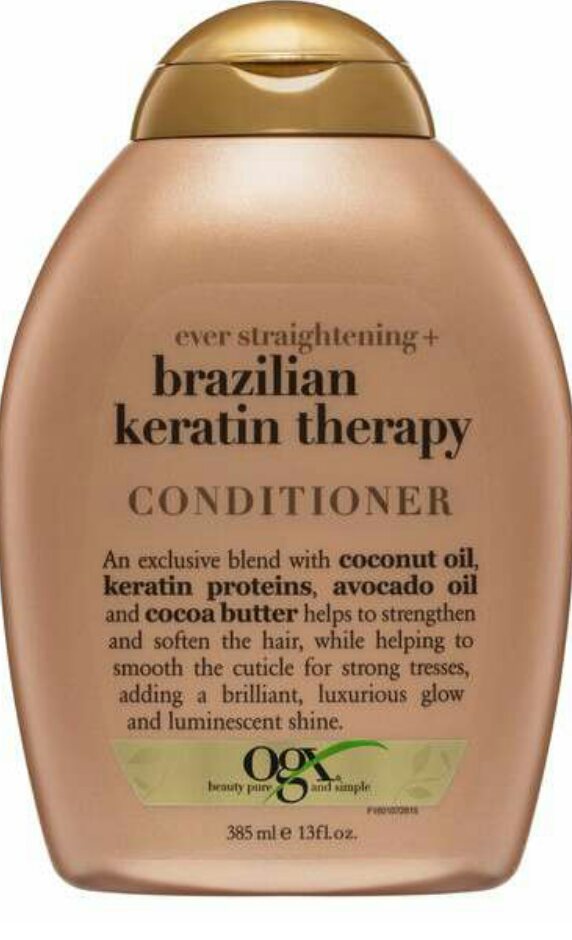 ever straightening +
brazilian
keratin therapy
CONDITIONER
An exclusive blend with coconut oil,
keratin proteins, avocado oil
and cocoa butter helps to strengthen
and soften the hair, while helping to
smooth the cuticle for strong tresses,
adding a brilliant, luxurious glow
and luminescent shine.
ogx
beauty pure and simple
385 ml e 13fl.oz.